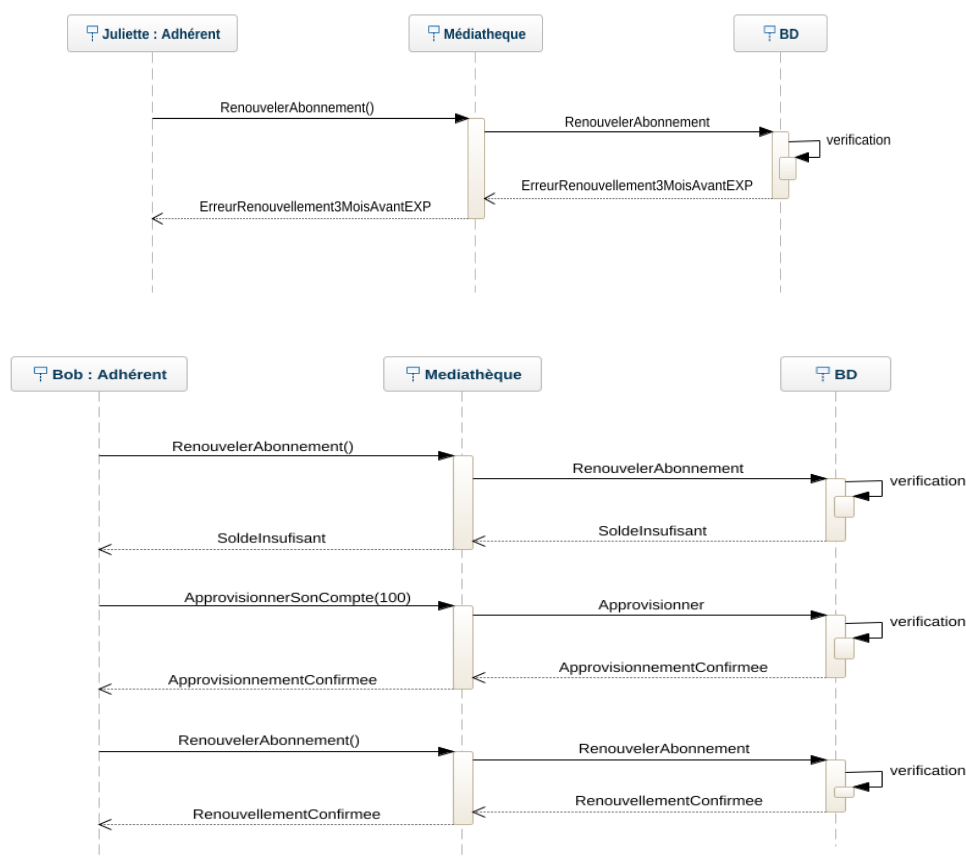 Juliette : Adhérent
Médiatheque
BD
RenouvelerAbonnement()
RenouvelerAbonnement
verification
ErreurRenouvellement3MoisAvantEXP
ErreurRenouvellement3MoisAvantEXP
Bob : Adhérent
Mediathèque
BD
RenouvelerAbonnement()
RenouvelerAbonnement
verification
SoldeInsufisant
SoldeInsufisant
ApprovisionnerSonCompte(100)
Approvisionner
verification
ApprovisionnementConfirmee
ApprovisionnementConfirmee
RenouvelerAbonnement()
RenouvelerAbonnement
verification
RenouvellementConfirmee
RenouvellementConfirmee